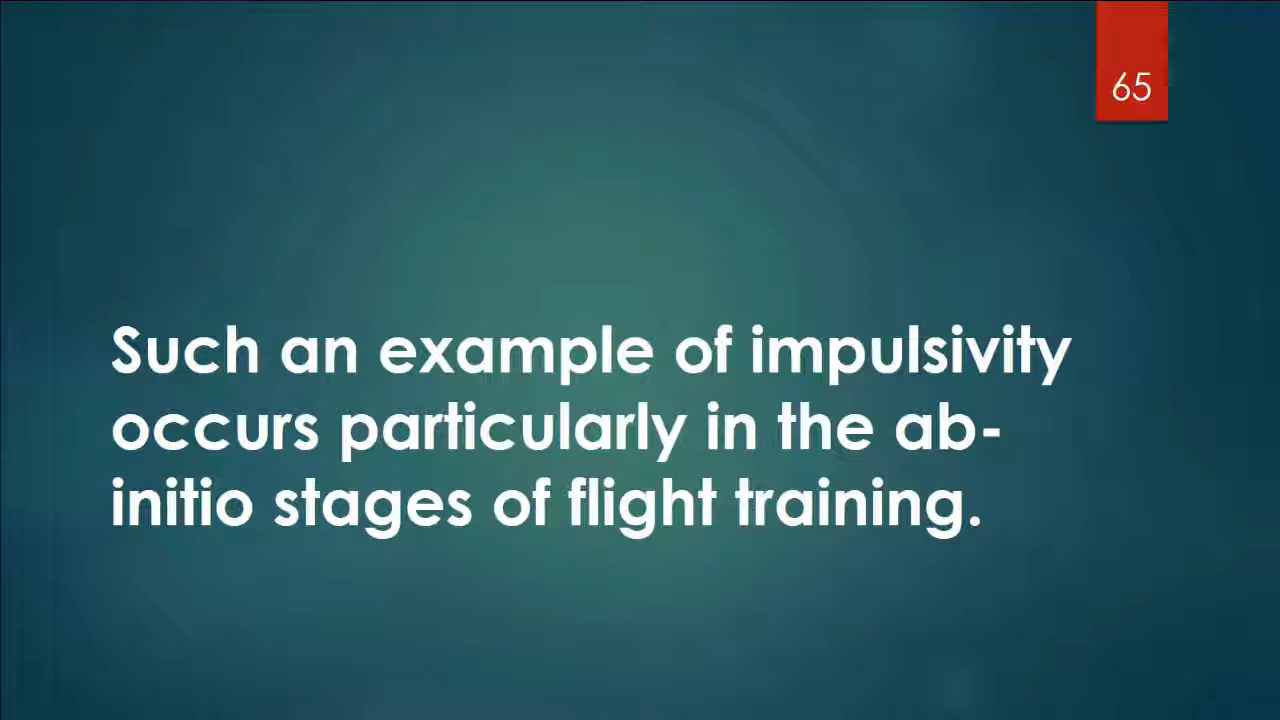 65
Such an example of impulsivity
occurs particularly in the ab-
initio stages of flight training.